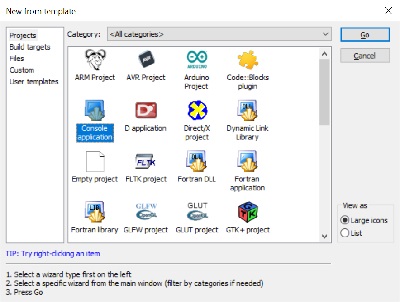 New from template
Projects
Build targets
Files
Custom
User templates
Category:
<All categories>
Go
Cancel
ARM Project
AVR Project
Arduino
Project
Code::Blocks
plugin
Console
application
D application
Direct/X
project
Dynamic Link
Library
Empty project
FLTK project
Fortran DLL
Fortran
application
Fortran library
GLFW project
GLUT project
GTK+ project
View as
Large icons
List
TIP: Try right-clicking an item
1. Select a wizard type first on the left
2. Select a specific wizard from the main window (filter by categories if needed)
3. Press Go